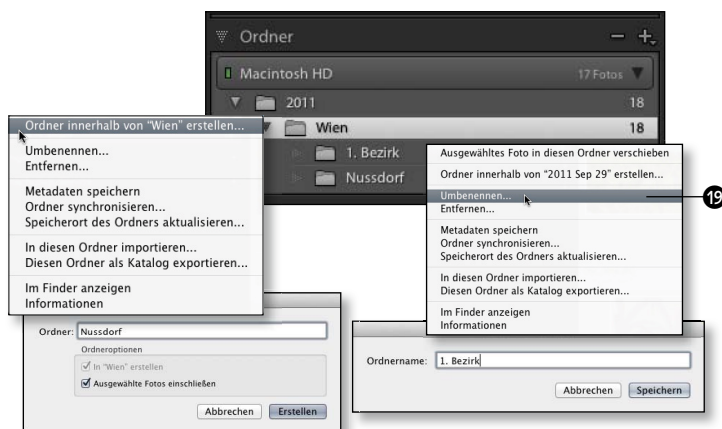 Ordner
Macintosh HD 17 Fotos
2011 18
Wien 18
1. Bezirk
Nussdorf
Ordner innerhalb von "Wien" erstellen...
Umbenennen...
Entfernen...
Metadaten speichern
Ordner synchronisieren...
Speicherort des Ordners aktualisieren...
In diesen Ordner importieren...
Diesen Ordner als Katalog exportieren...
Im Finder anzeigen
Informationen
Ausgewähltes Foto in diesen Ordner verschieben
Ordner innerhalb von "2011 Sep 29" erstellen...
Umbenennen...
Entfernen...
Metadaten speichern
Ordner synchronisieren...
Speicherort des Ordners aktualisieren...
In diesen Ordner importieren...
Diesen Ordner als Katalog exportieren...
Im Finder anzeigen
Informationen
19
Ordner: Nussdorf
Ordneroptionen
In "Wien" erstellen
Ausgewählte Fotos einschließen
Abbrechen Erstellen
Ordnername: 1. Bezirk
Abbrechen Speichern